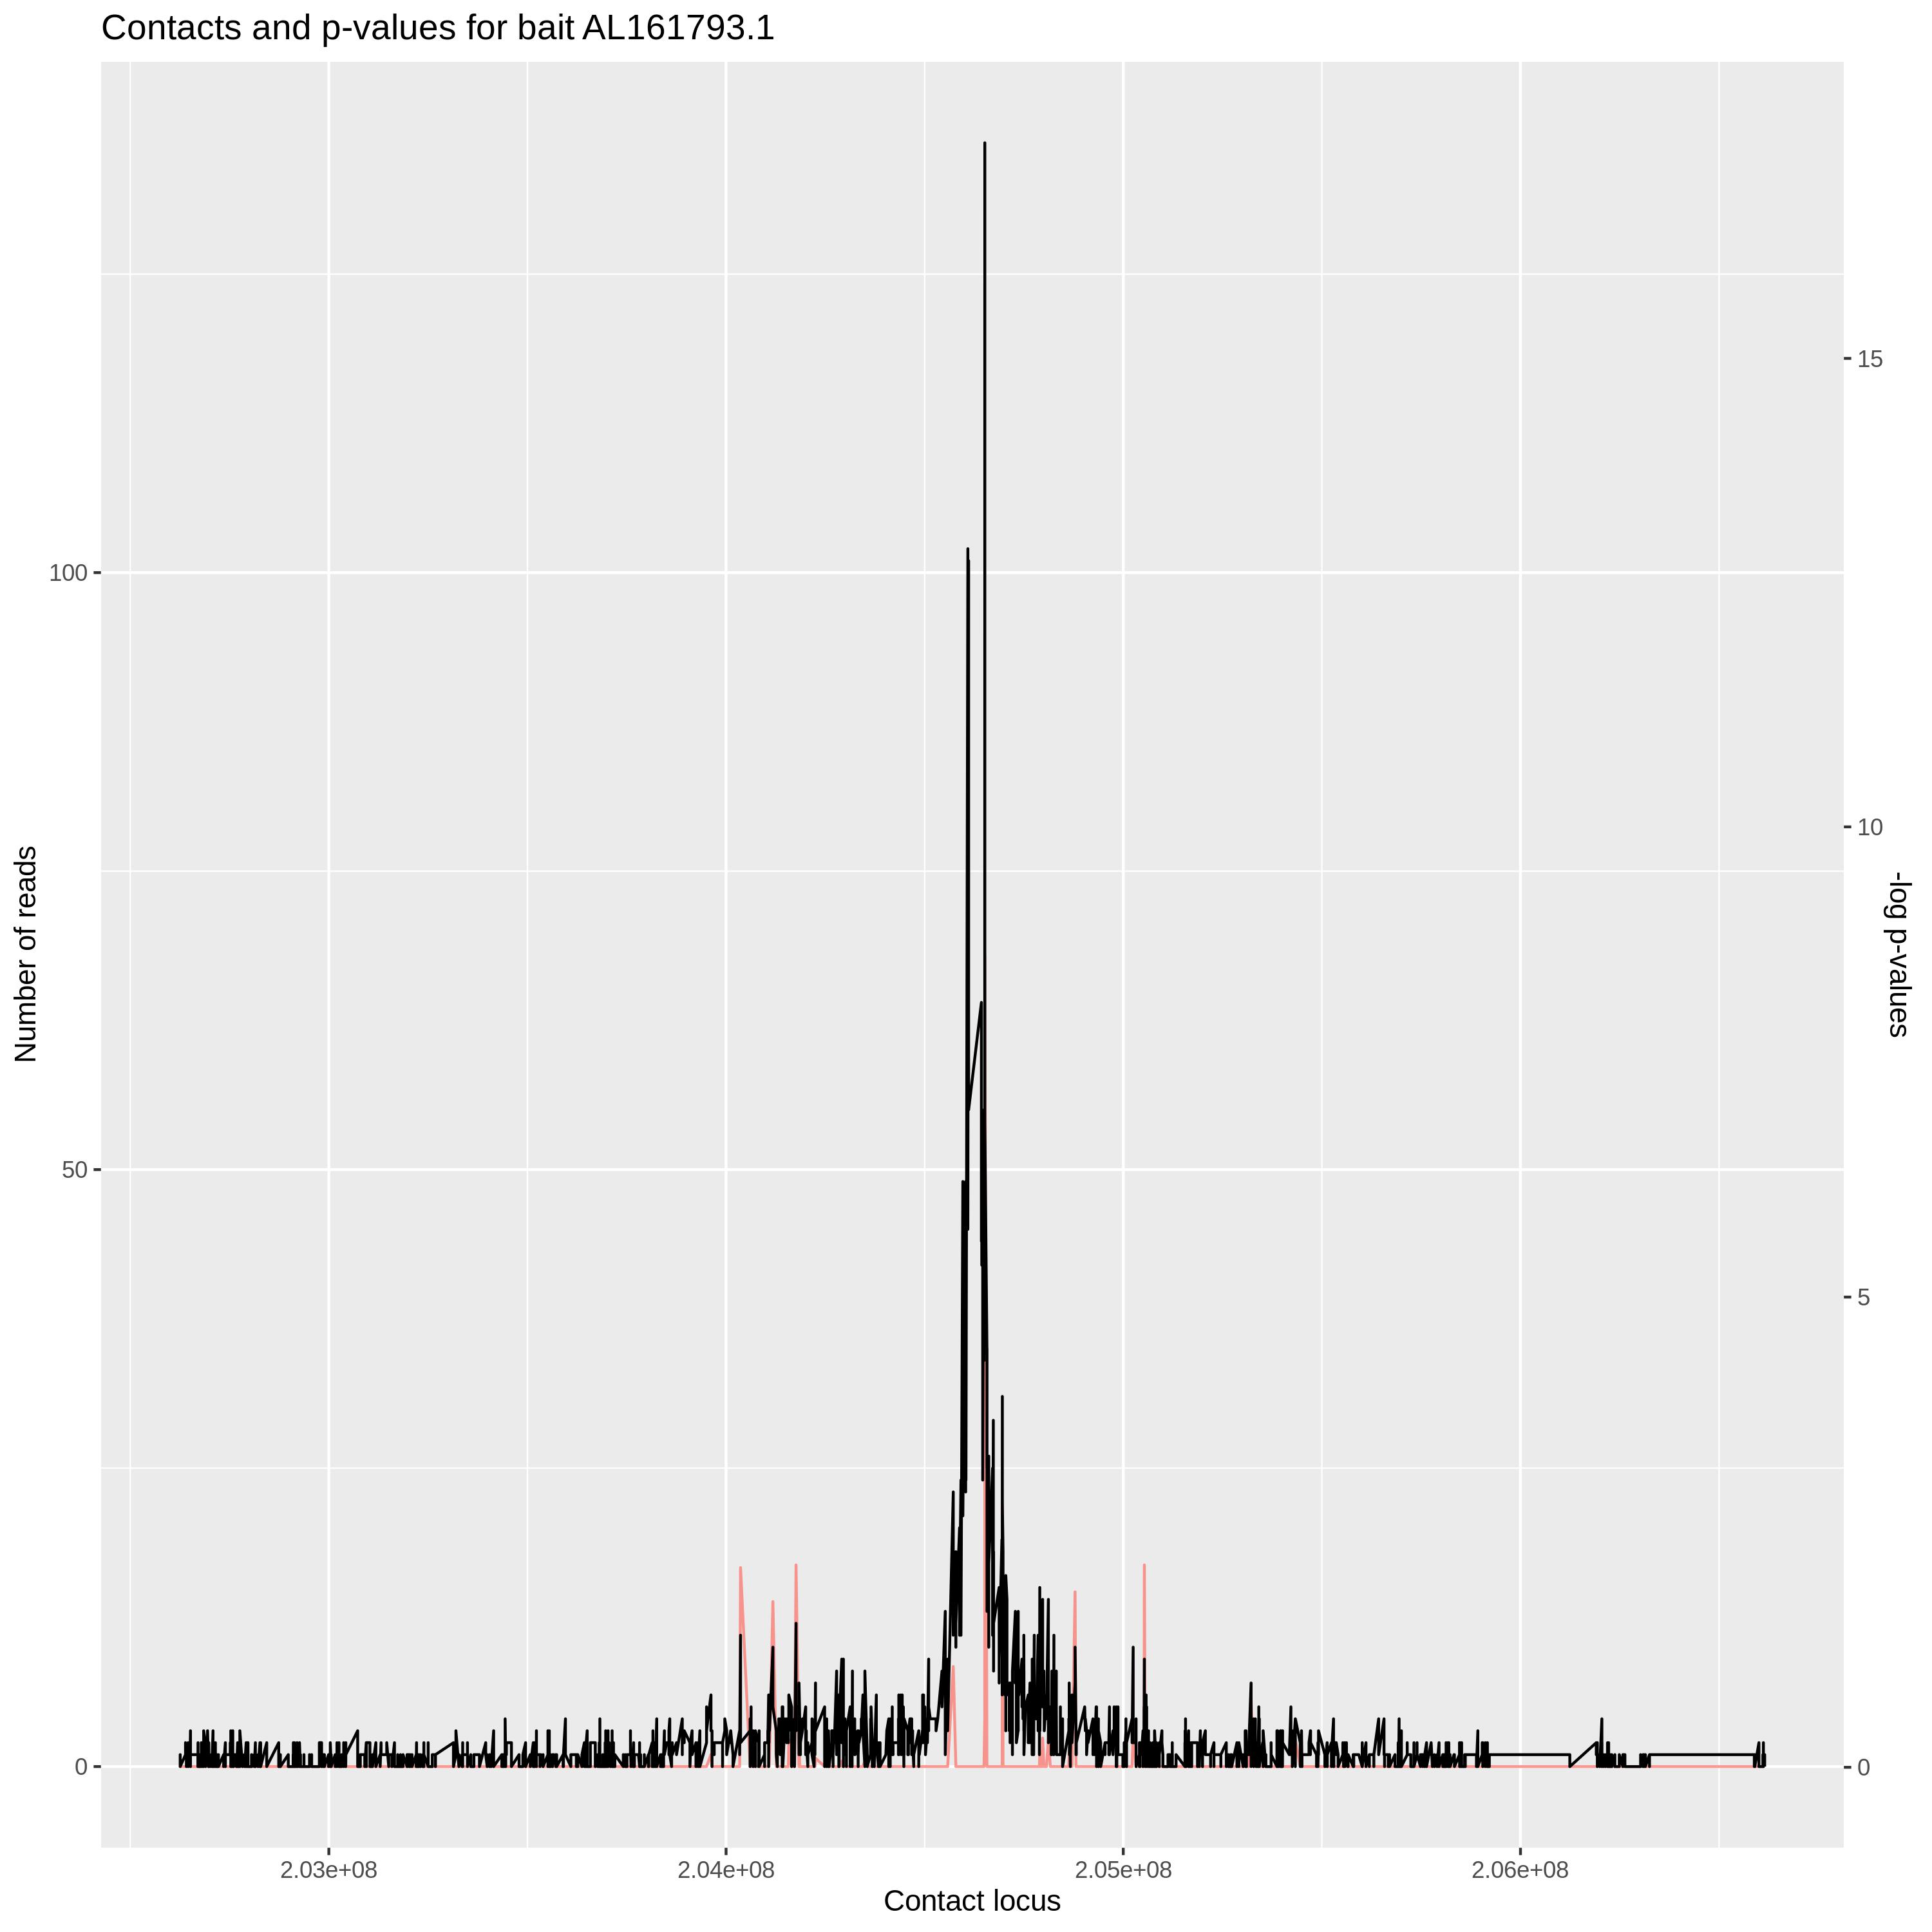 Contacts and p-values for bait AL161793.1
Number of reads
100
50
0
15
10
5
0
-log p-values
2.03e+08 2.04e+08 2.05e+08 2.06e+08
Contact locus